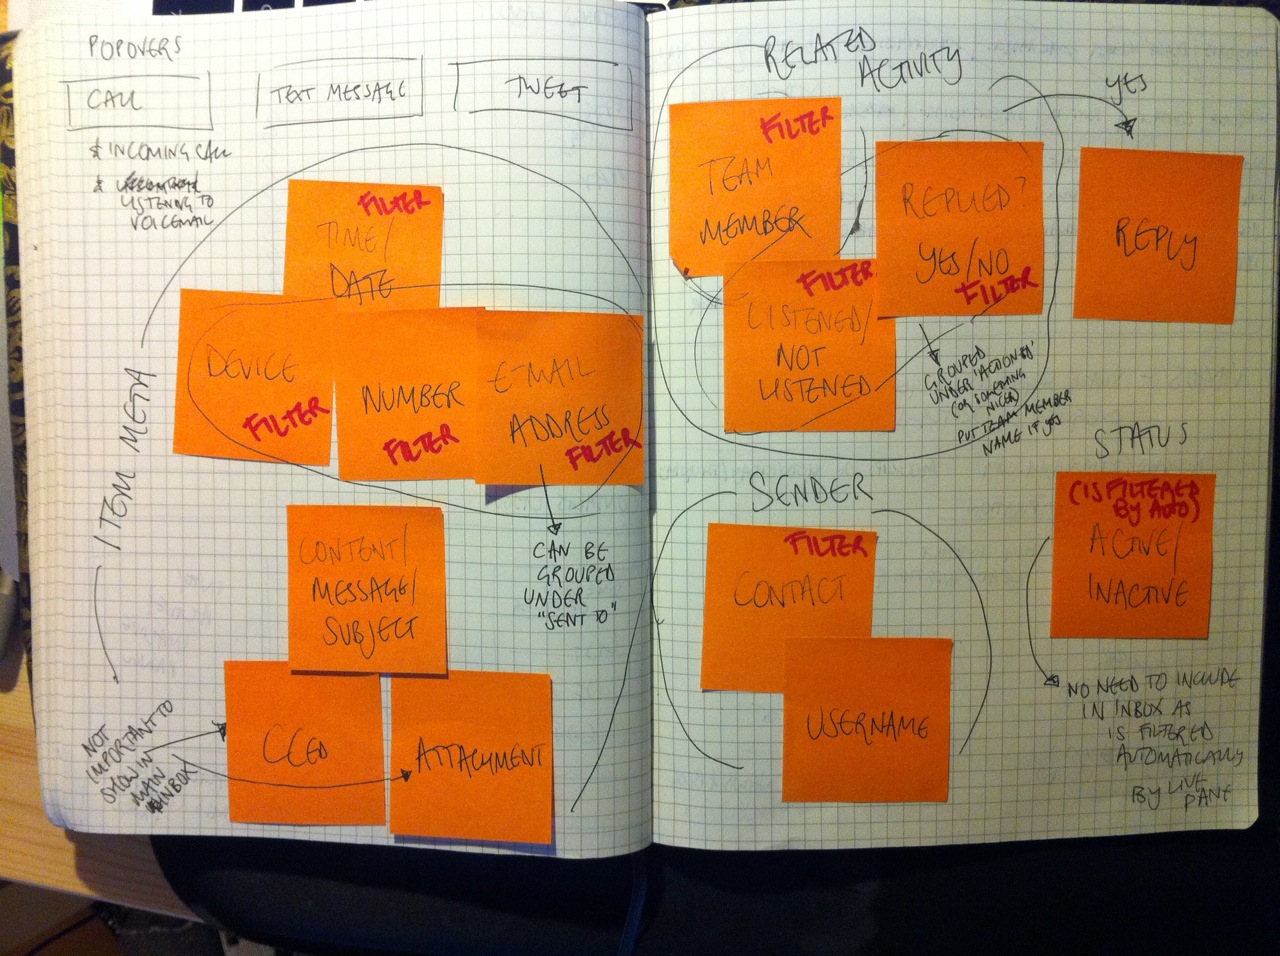 POPOVERS
CALL
TEXT MESSAGE
TWEET
INCOMING CALL
LISTENING TO
VOICEMAIL
ITEM META
FILTER
TIME/
DATE
DEVICE
FILTER
NUMBER
FILTER
E-MAIL
ADDRESS
FILTER
CAN BE
GROUPED
UNDER
"SENT TO"
CONTENT/
MESSAGE/
SUBJECT
CCED
ATTACHMENT
NOT
IMPORTANT TO
SHOW IN
MAIN
INBOX
RELATED
ACTIVITY
FILTER
TEAM
MEMBER
REPLIED?
YES/NO
FILTER
YES
REPLY
FILTER
LISTENED/
NOT
LISTENED
GROUPED
UNDER 'ACTIONED'
(OR SOMETHING
NICER)
PUT TEAM MEMBER
NAME IF YES
SENDER
FILTER
CONTACT
USERNAME
STATUS
(IS FILTERED
BY AUTO)
ACTIVE/
INACTIVE
NO NEED TO INCLUDE
IN INBOX AS
IS FILTERED
AUTOMATICALLY
BY LIVE
PANE